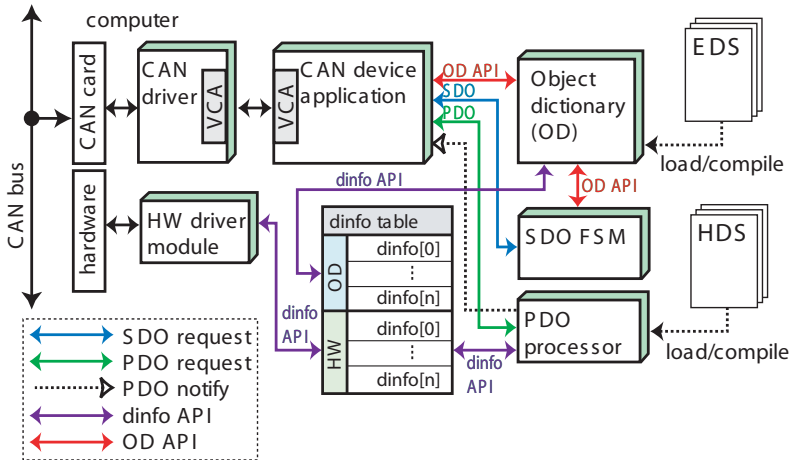 computer
CAN bus
CAN card
CAN
driver
VCA
VCA
CAN device
application
OD API
SDO
PDO
Object
dictionary
(OD)
EDS
load/compile
dinfo API
OD API
hardware
HW driver
module
dinfo table
OD
dinfo[0]
⋮
dinfo[n]
HW
dinfo[0]
⋮
dinfo[n]
dinfo
API
dinfo
API
SDO FSM
PDO
processor
HDS
load/compile
SDO request
PDO request
PDO notify
dinfo API
OD API